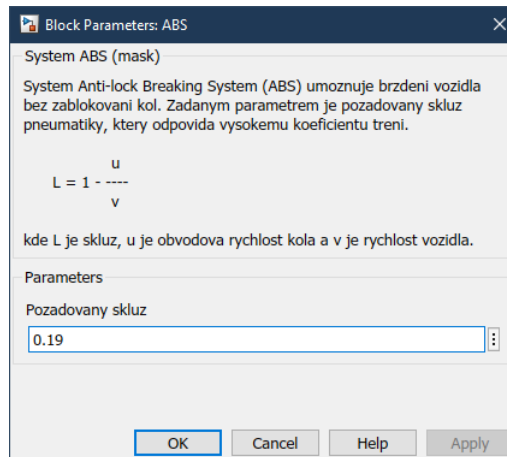 Block Parameters: ABS
System ABS (mask)
System Anti-lock Breaking System (ABS) umoznuje brzdeni vozidla
bez zablokovani kol. Zadanym parametrem je pozadovany skluz
pneumatiky, ktery odpovida vysokemu koeficientu treni.
u
L = 1 - ----
v
kde L je skluz, u je obvodova rychlost kola a v je rychlost vozidla.
Parameters
Pozadovany skluz
0.19
OK Cancel Help Apply